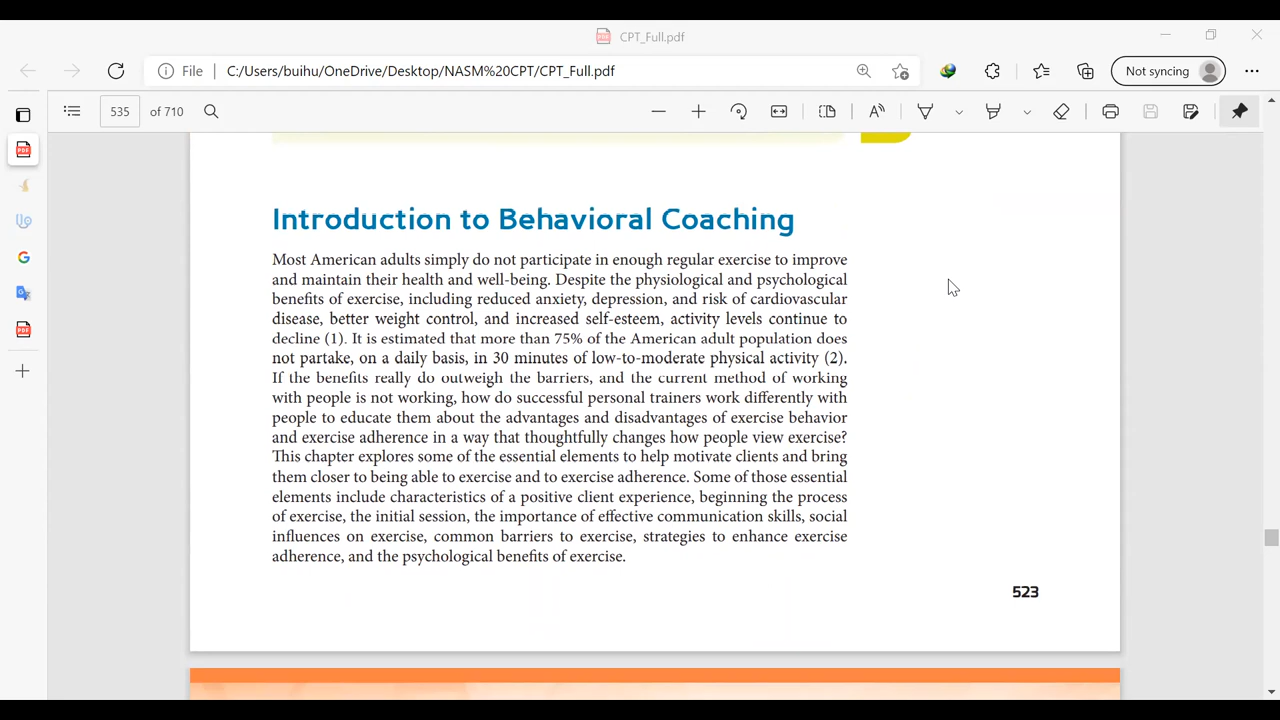 CPT_Full.pdf
File
C:/Users/buihu/OneDrive/Desktop/NASM%20CPT/CPT_Full.pdf
Not syncing
535 of 710
Introduction to Behavioral Coaching
Most American adults simply do not participate in enough regular exercise to improve
and maintain their health and well-being. Despite the physiological and psychological
benefits of exercise, including reduced anxiety, depression, and risk of cardiovascular
disease, better weight control, and increased self-esteem, activity levels continue to
decline (1). It is estimated that more than 75% of the American adult population does
not partake, on a daily basis, in 30 minutes of low-to-moderate physical activity (2).
If the benefits really do outweigh the barriers, and the current method of working
with people is not working, how do successful personal trainers work differently with
people to educate them about the advantages and disadvantages of exercise behavior
and exercise adherence in a way that thoughtfully changes how people view exercise?
This chapter explores some of the essential elements to help motivate clients and bring
them closer to being able to exercise and to exercise adherence. Some of those essential
elements include characteristics of a positive client experience, beginning the process
of exercise, the initial session, the importance of effective communication skills, social
influences on exercise, common barriers to exercise, strategies to enhance exercise
adherence, and the psychological benefits of exercise.
523